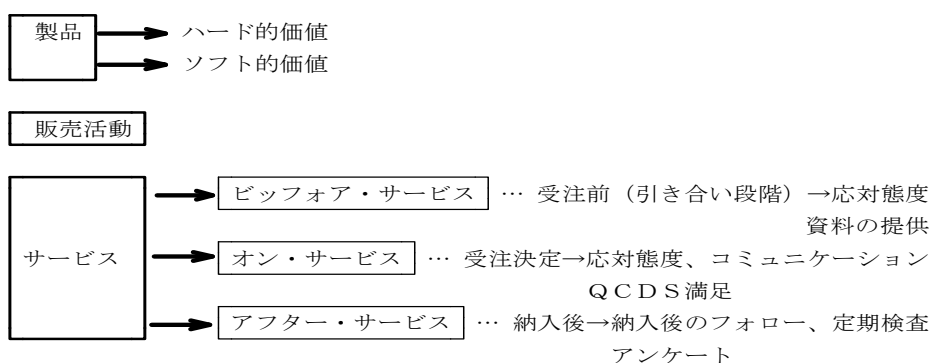 製品 ハード的価値
ソフト的価値
販売活動
ビッフォア・サービス … 受注前（引き合い段階）→応対態度
資料の提供
サービス オン・サービス … 受注決定→応対態度、コミュニケーション
ＱＣＤＳ満足
アフター・サービス … 納入後→納入後のフォロー、定期検査
アンケート